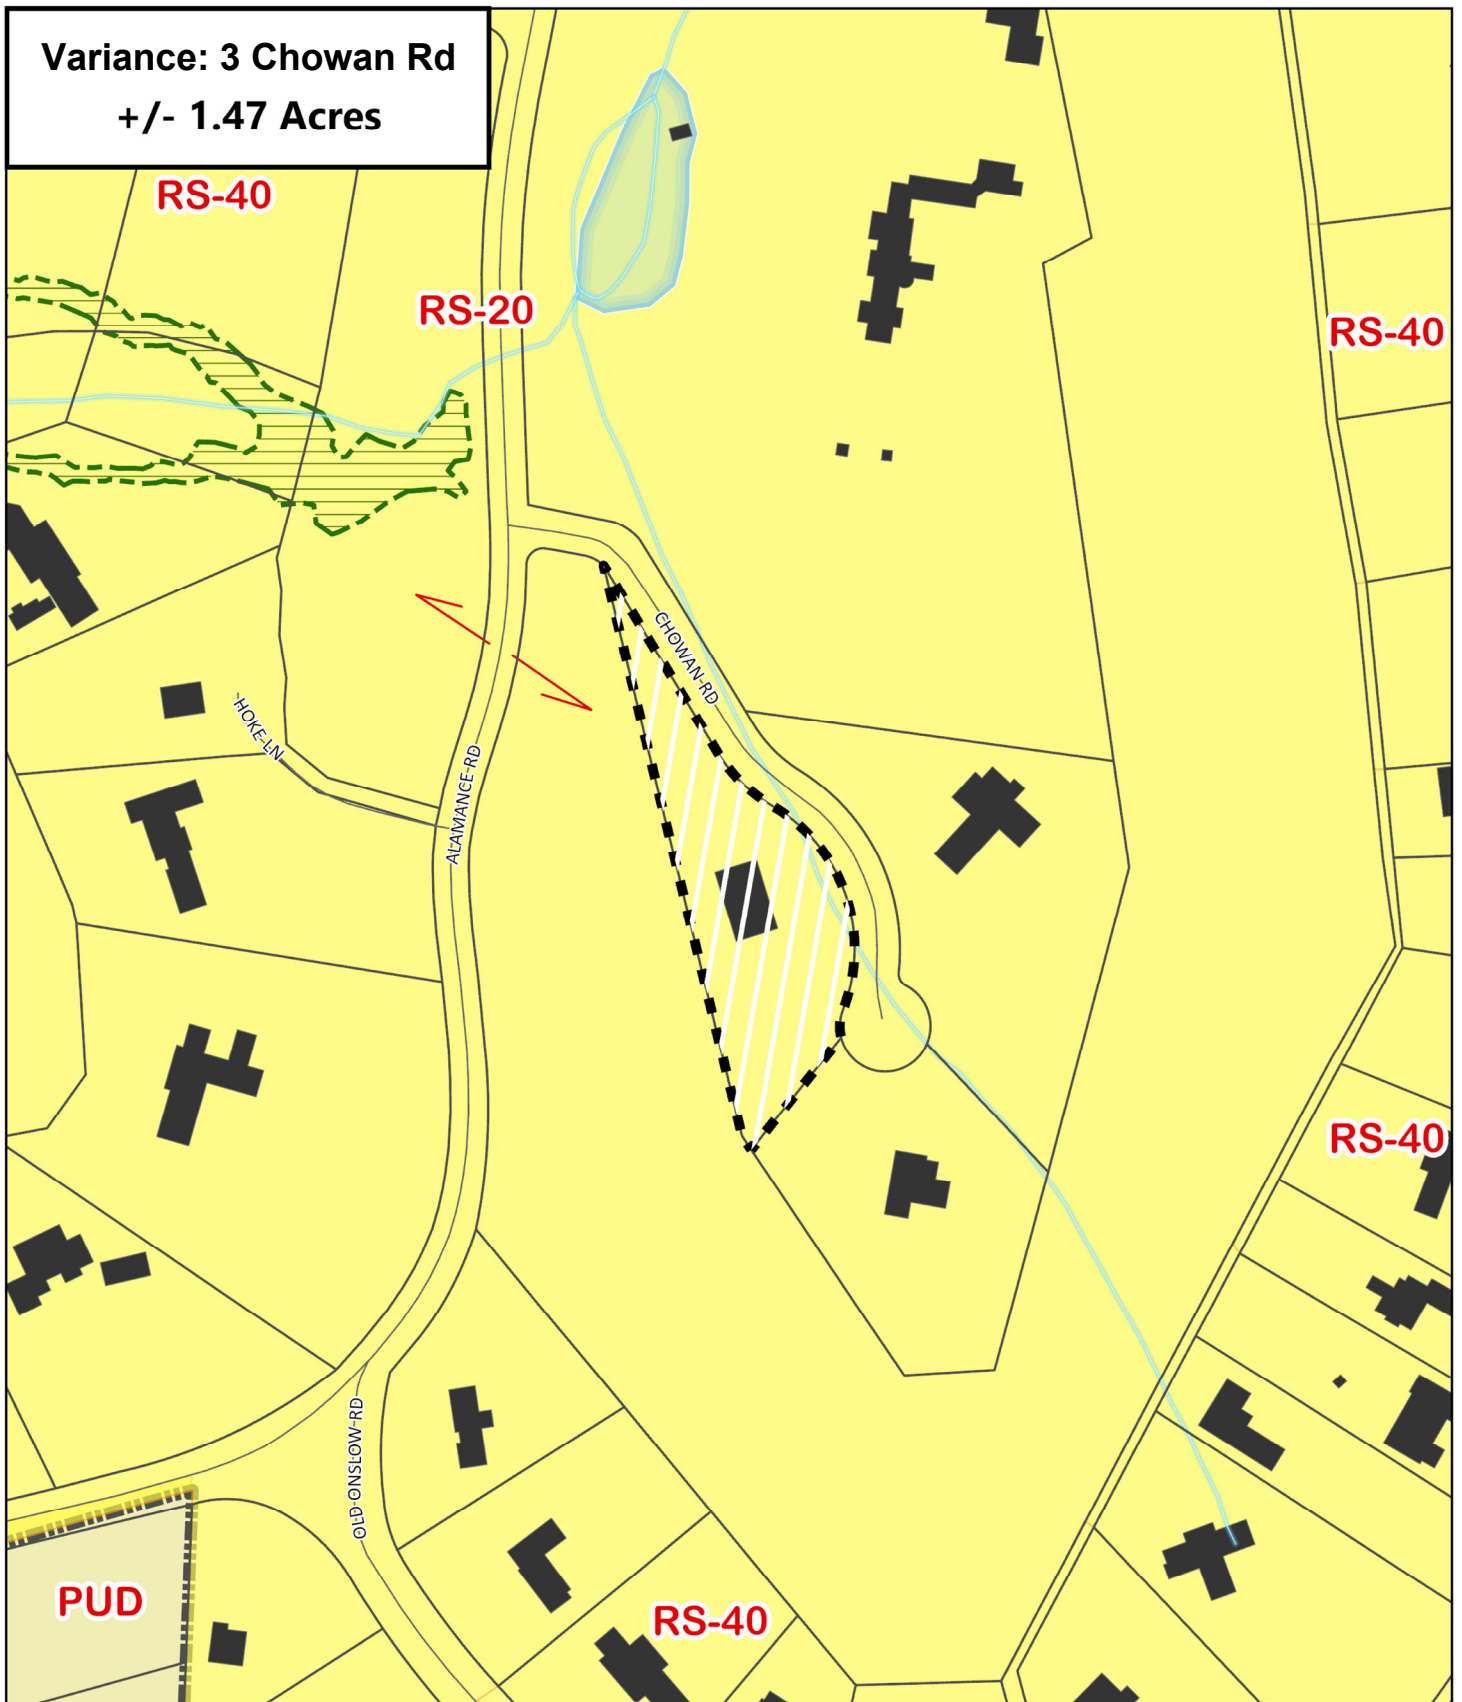 Variance: 3 Chowan Rd
+/- 1.47 Acres
RS-40
RS-20
RS-40
CHOWAN RD
HOKE LN
ALAMANCE RD
RS-40
OLD ONSLOW RD
PUD
RS-40